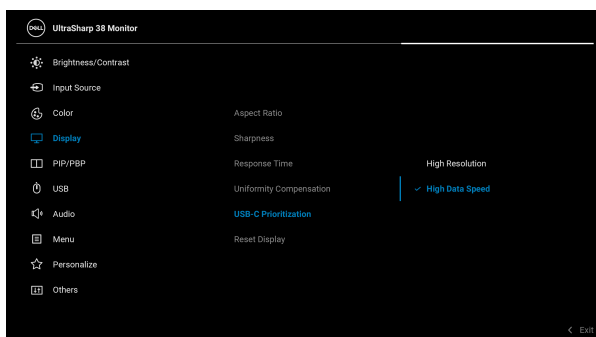 DELL UltraSharp 38 Monitor
Brightness/Contrast
Input Source
Color
Aspect Ratio
Display
Sharpness
PIP/PBP
Response Time
High Resolution
USB
Uniformity Compensation
High Data Speed
Audio
USB-C Prioritization
Menu
Reset Display
Personalize
Others
Exit